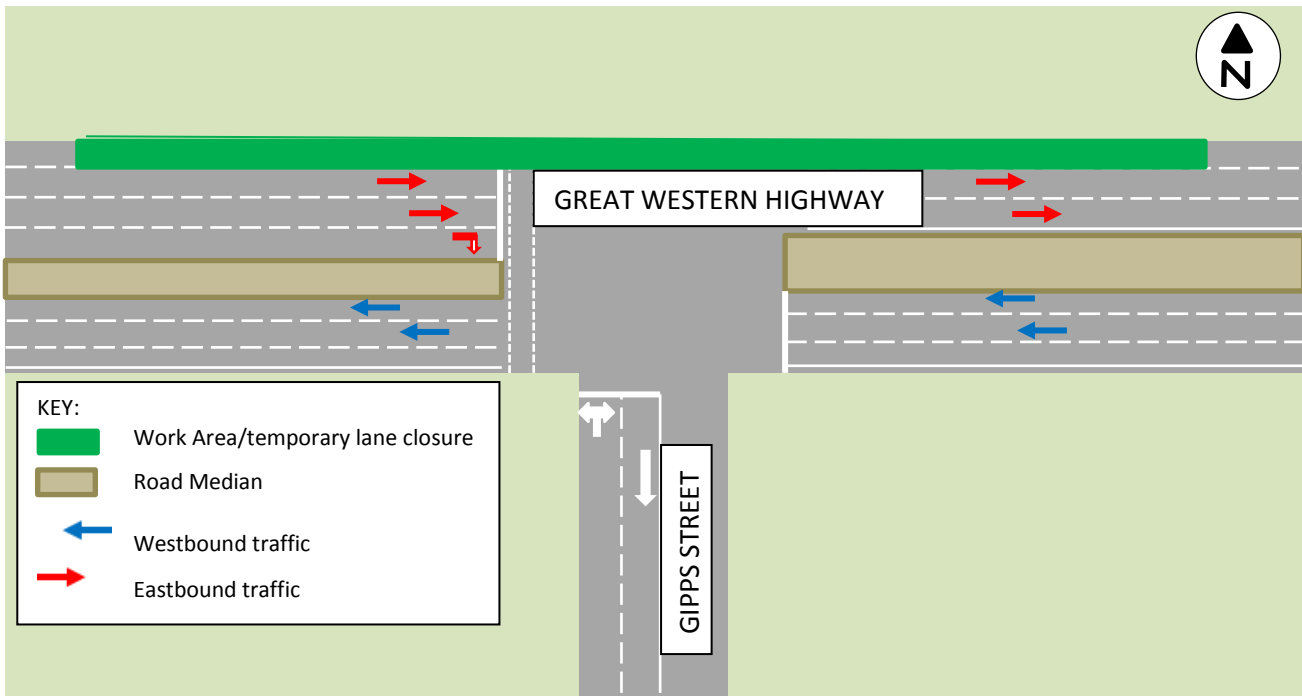 N
GREAT WESTERN HIGHWAY
KEY:
Work Area/temporary lane closure
Road Median
Westbound traffic
Eastbound traffic
GIPPS STREET